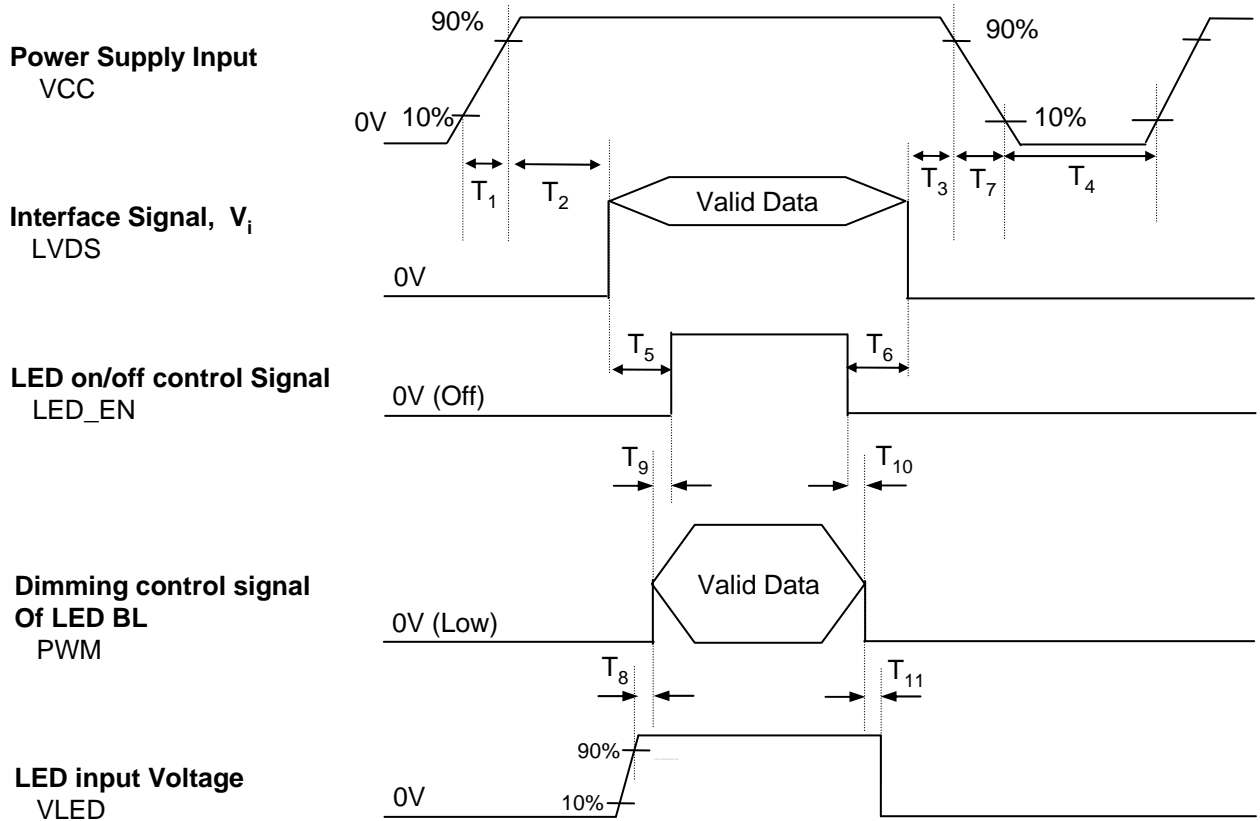 90%
90%
Power Supply Input
VCC
0V
10%
10%
T1
T2
T3
T7
T4
Interface Signal, Vi
LVDS
Valid Data
0V
T5
T6
LED on/off control Signal
LED_EN
0V (Off)
T9
T10
Dimming control signal
Of LED BL
PWM
Valid Data
0V (Low)
T8
T11
90%
LED input Voltage
VLED
0V
10%